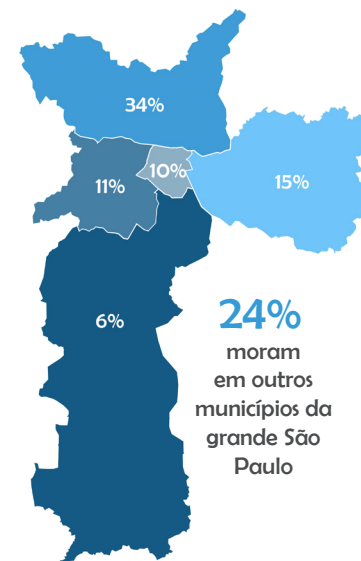 34%
11%
10%
15%
6%
24%
moram
em outros
municípios da
grande São
Paulo